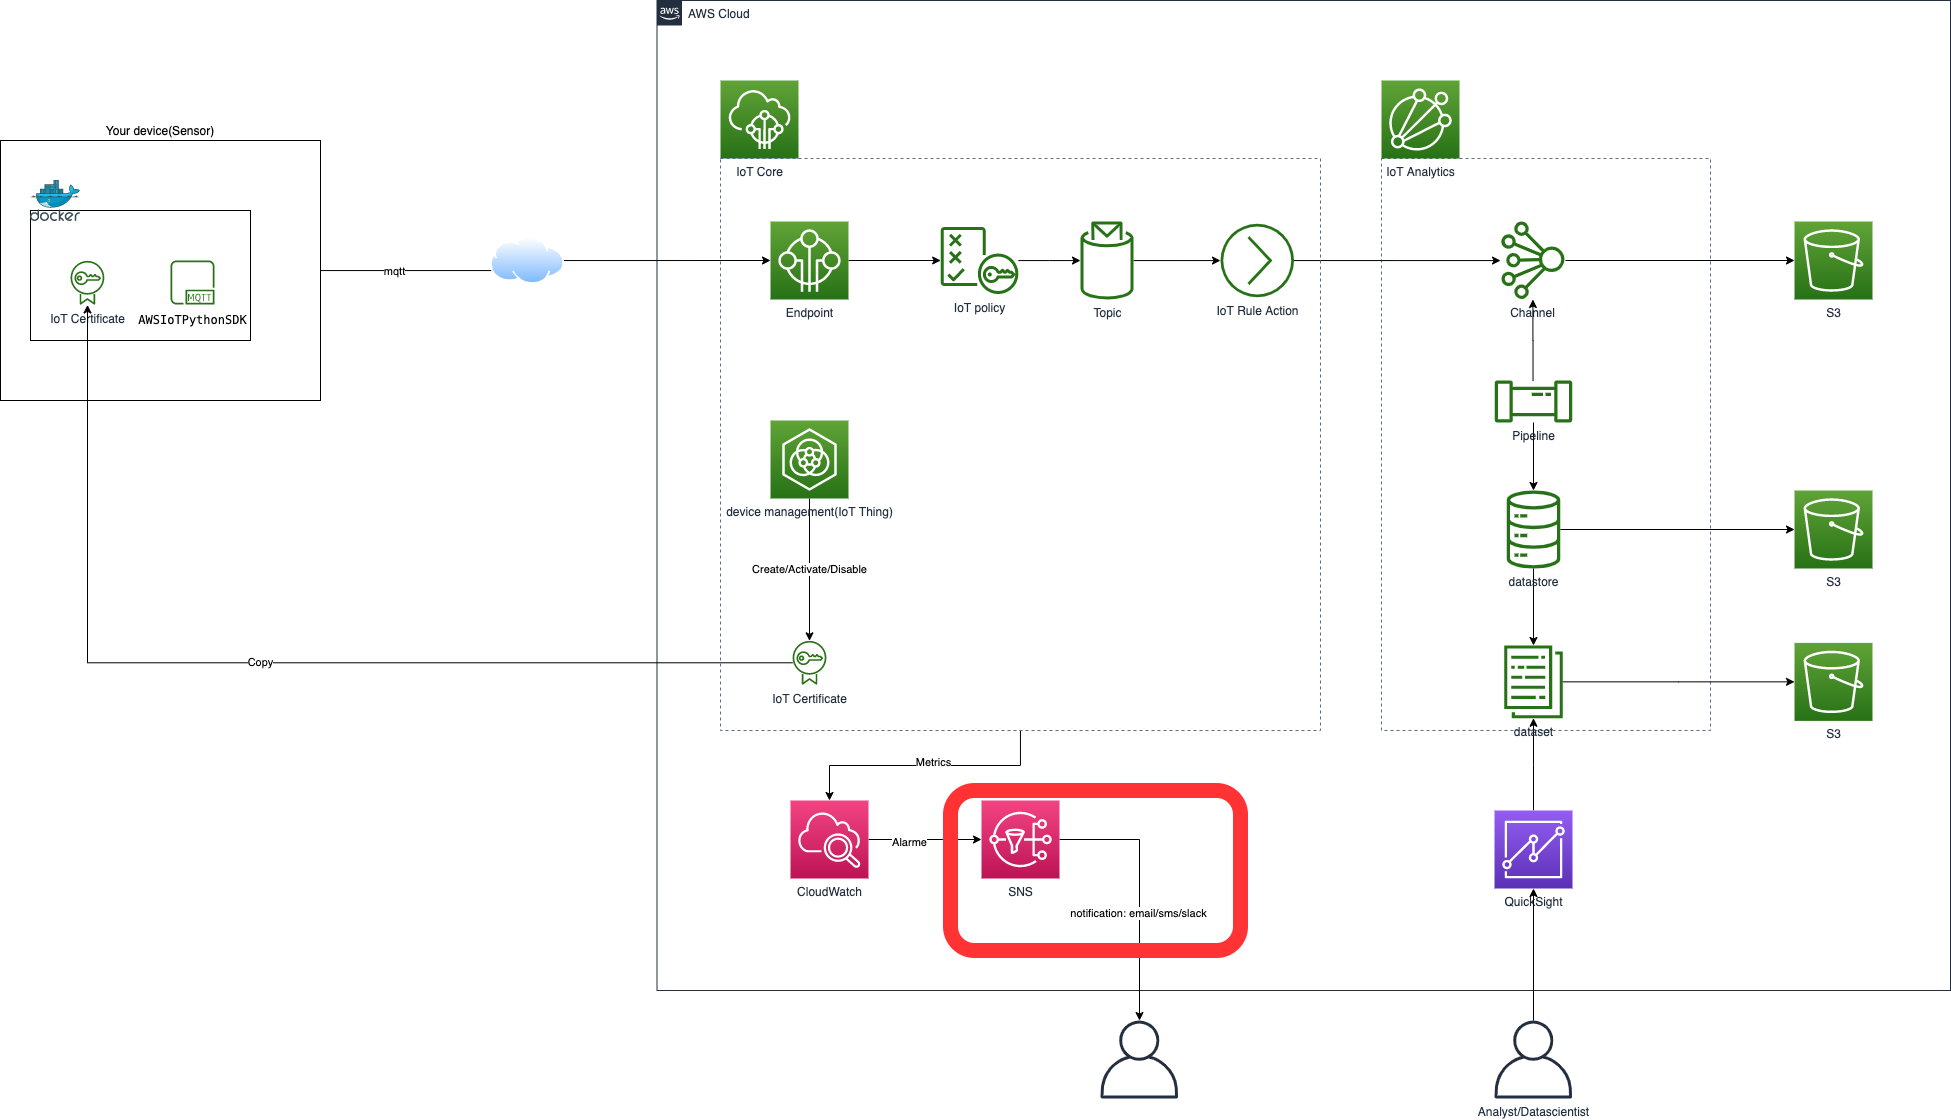 aws
AWS Cloud
Your device(Sensor)
docker
IoT Certificate
MQTT
AWSIoTPythonSDK
mqtt
IoT Core
Endpoint
IoT policy
Topic
IoT Rule Action
IoT Analytics
Channel
S3
Pipeline
device management(IoT Thing)
Create/Activate/Disable
IoT Certificate
Copy
datastore
S3
dataset
S3
Metrics
CloudWatch
Alarme
SNS
notification: email/sms/slack
QuickSight
Analyst/Datascientist